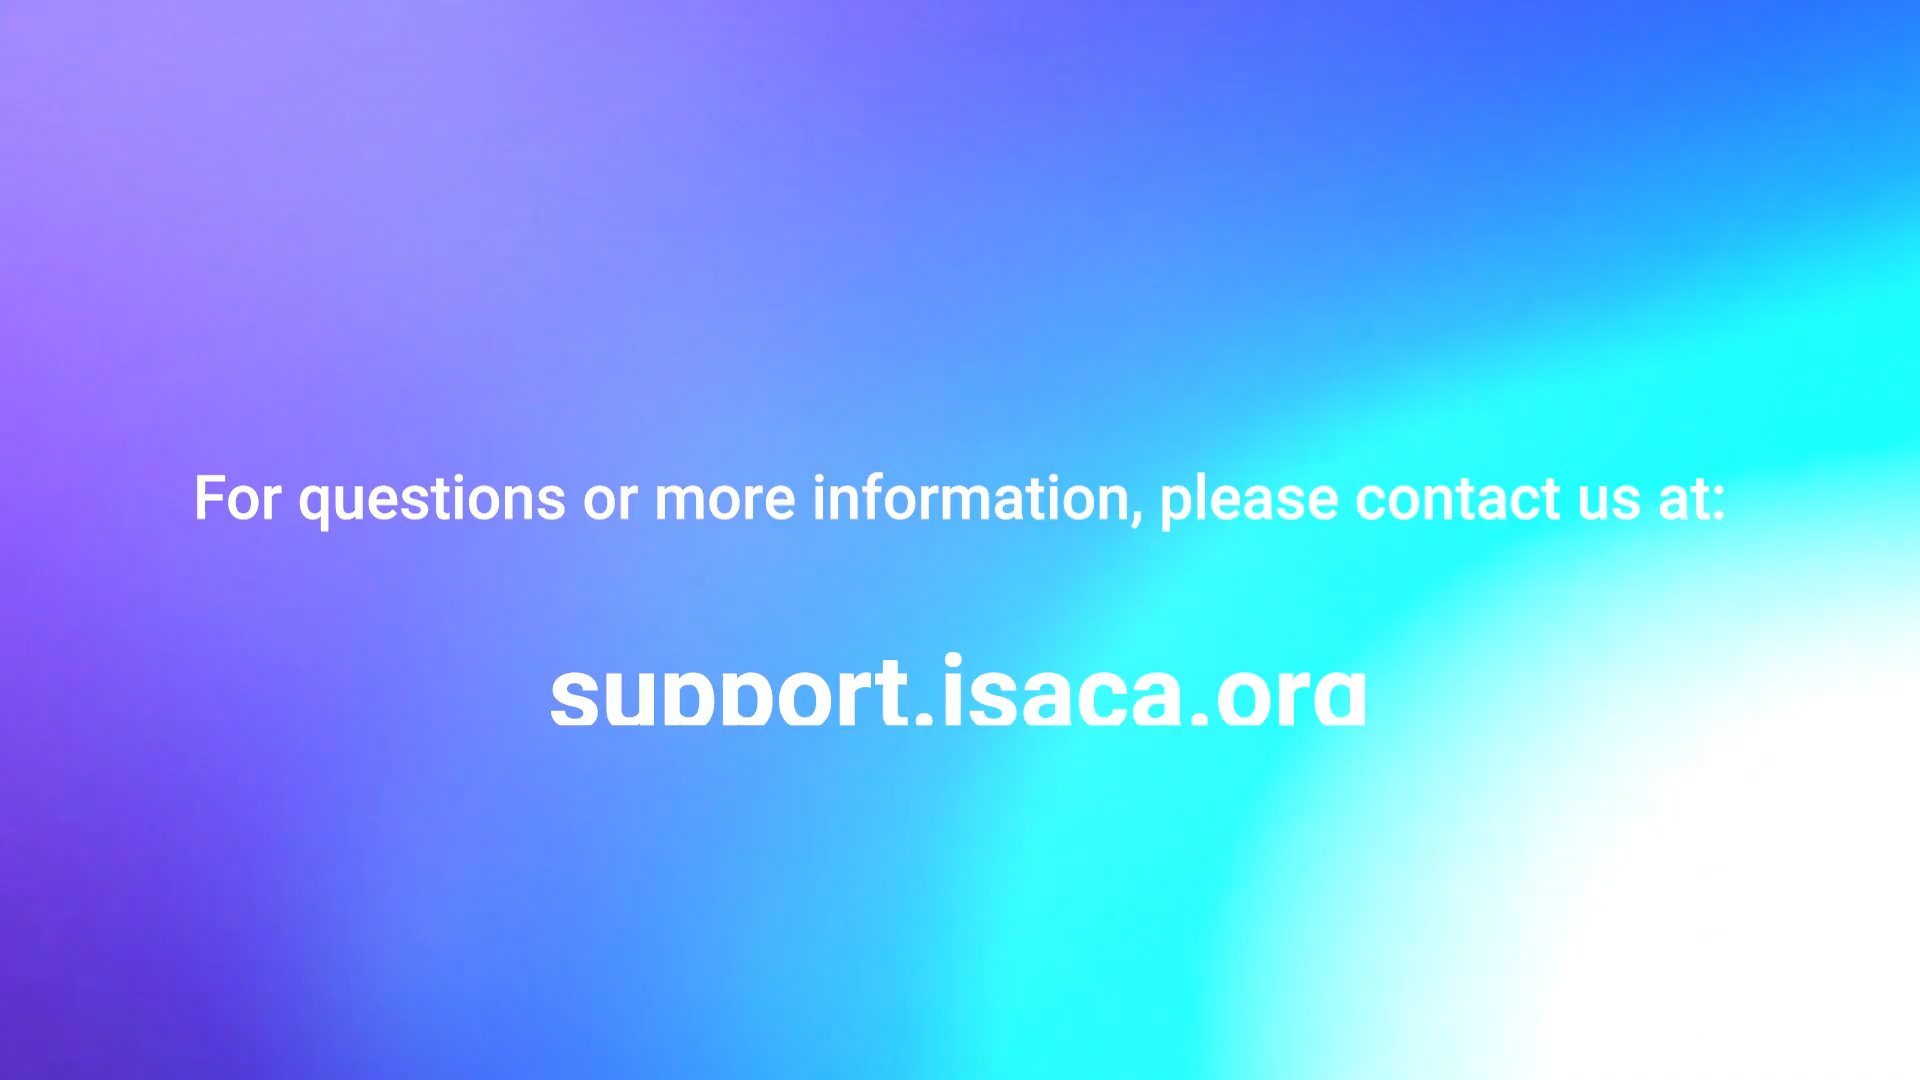 For questions or more information, please contact us at:
support.isaca.org